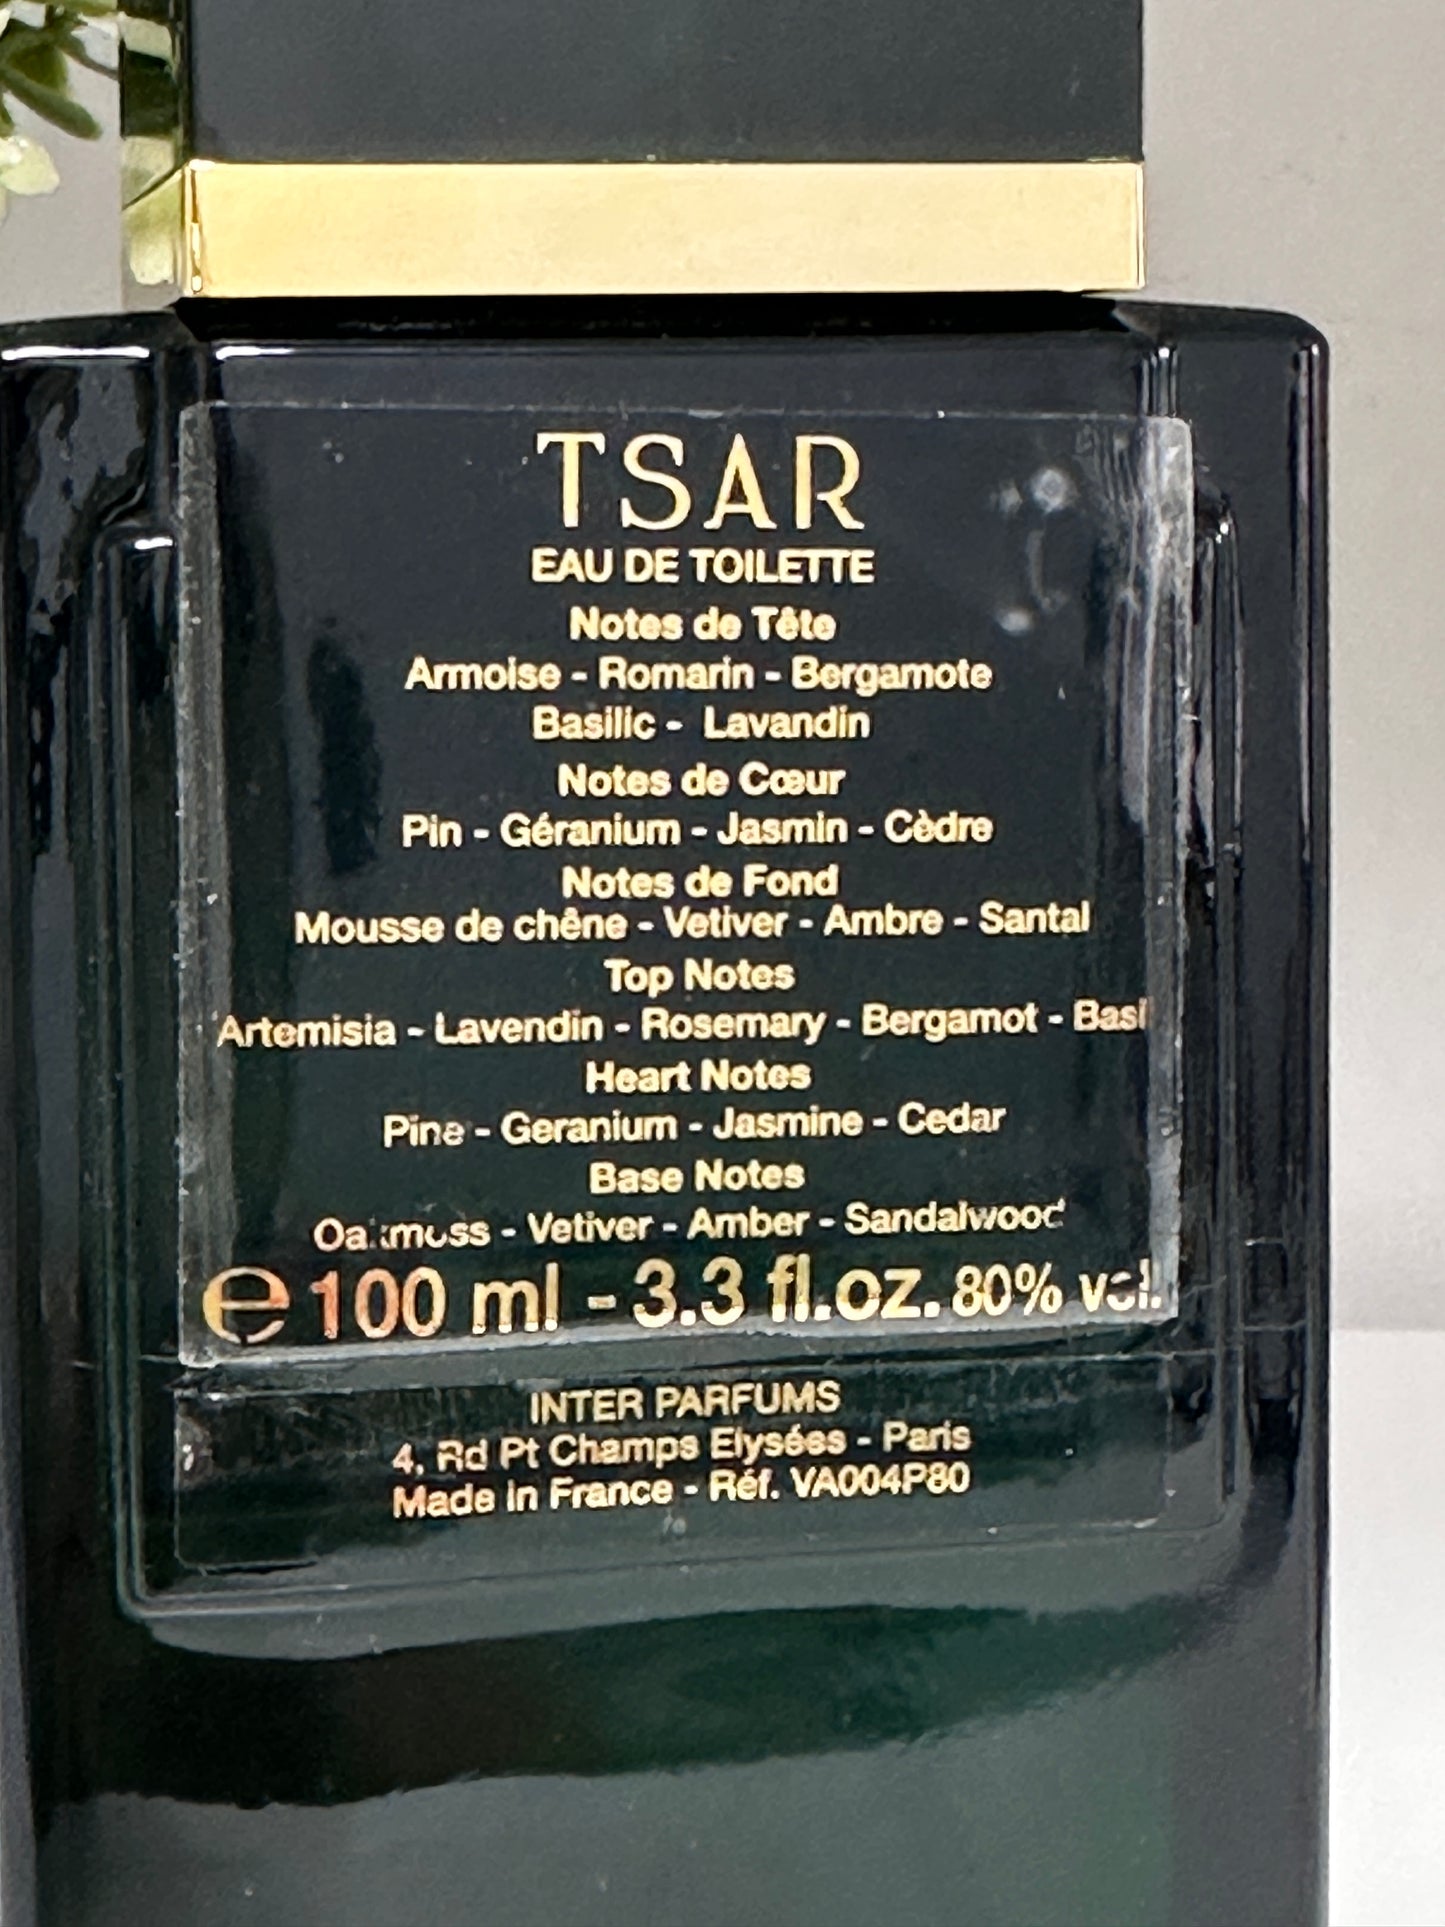 TSAR
EAU DE TOILETTE
Notes de Tête
Armoise - Romarin - Bergamote
Basilic - Lavandin
Notes de Cœur
Pin - Géranium - Jasmin - Cèdre
Notes de Fond
Mousse de chêne - Vetiver - Ambre - Santal
Top Notes
Artemisia - Lavendin - Rosemary - Bergamot - Basil
Heart Notes
Pine - Geranium - Jasmine - Cedar
Base Notes
Oakmoss - Vetiver - Amber - Sandalwood
℮ 100 ml - 3.3 fl.oz. 80% vol.
INTER PARFUMS
4, Rd Pt Champs Elysées - Paris
Made in France - Réf. VA004P80